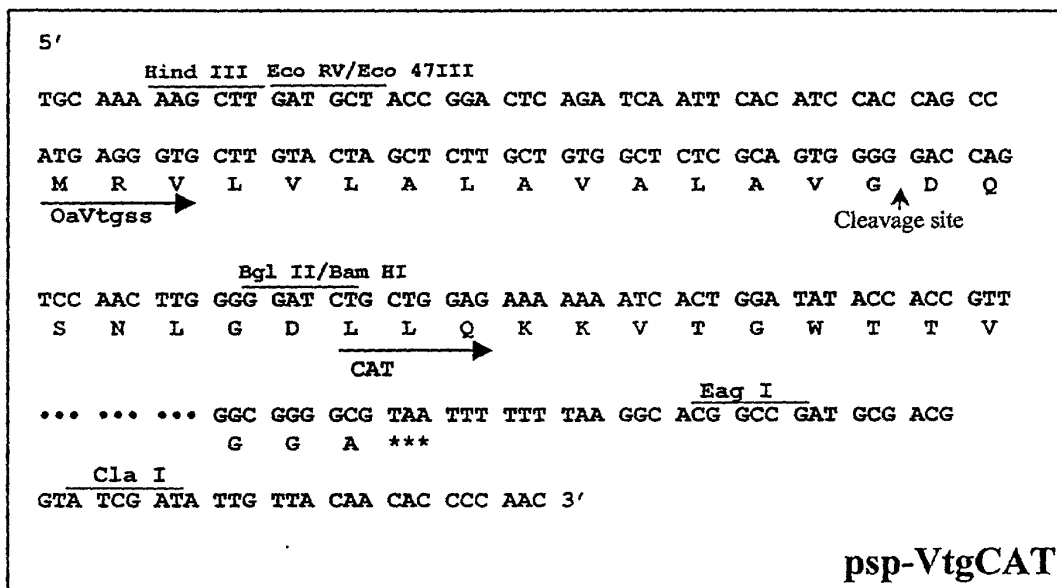 5′
Hind III Eco RV/Eco 47III
TGC AAA AAG CTT GAT GCT ACC GGA CTC AGA TCA ATT CAC ATC CAC CAG CC
ATG AGG GTG CTT GTA CTA GCT CTT GCT GTG GCT CTC GCA GTG GGG GAC CAG
M R V L V L A L A V A L A V G D Q
OaVtgss
Cleavage site
Bgl II/Bam HI
TCC AAC TTG GGG GAT CTG CTG GAG AAA AAA ATC ACT GGA TAT ACC ACC GTT
S N L G D L L Q K K V T G W T T V
CAT
Eag I
••• ••• ••• GGC GGG GCG TAA TTT TTT TAA GGC ACG GCC GAT GCG ACG
G G A ***
Cla I
GTA TCG ATA TTG TTA CAA CAC CCC AAC 3′
psp-VtgCAT